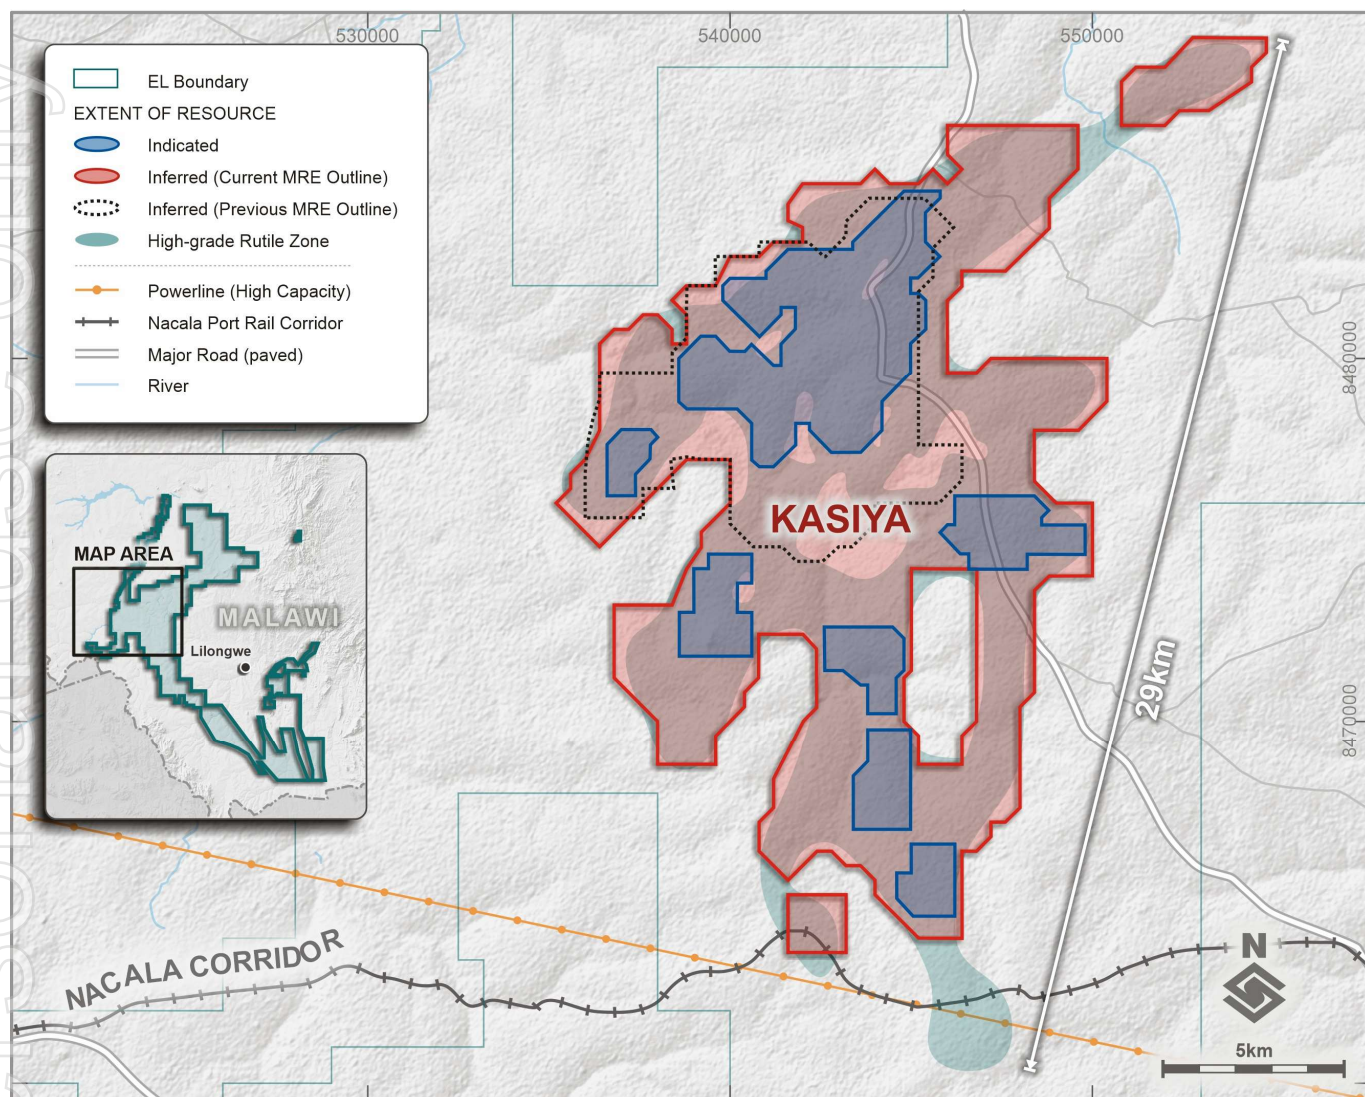 530000
540000
550000
EL Boundary
EXTENT OF RESOURCE
Indicated
Inferred (Current MRE Outline)
Inferred (Previous MRE Outline)
High-grade Rutile Zone
Powerline (High Capacity)
Nacala Port Rail Corridor
Major Road (paved)
River
8480000
MAP AREA
MALAWI
Lilongwe
KASIYA
29km
8470000
NACALA CORRIDOR
N
5km